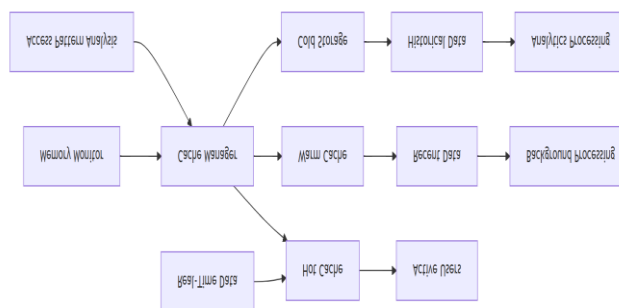 Access Pattern Analysis
Cold Storage
Historical Data
Analytics Processing
Memory Monitor
Cache Manager
Warm Cache
Recent Data
Background Processing
Real-Time Data
Hot Cache
Active Users